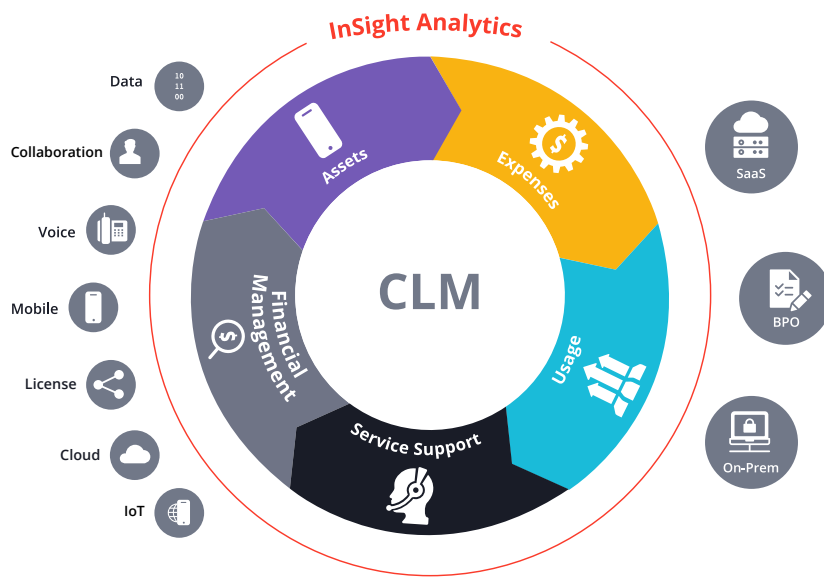 InSight Analytics
Data
10
11
00
Collaboration
Voice
Mobile
License
Cloud
IoT
Assets
$
Expenses
Usage
Service Support
Financial
Management
$
CLM
SaaS
BPO
On-Prem